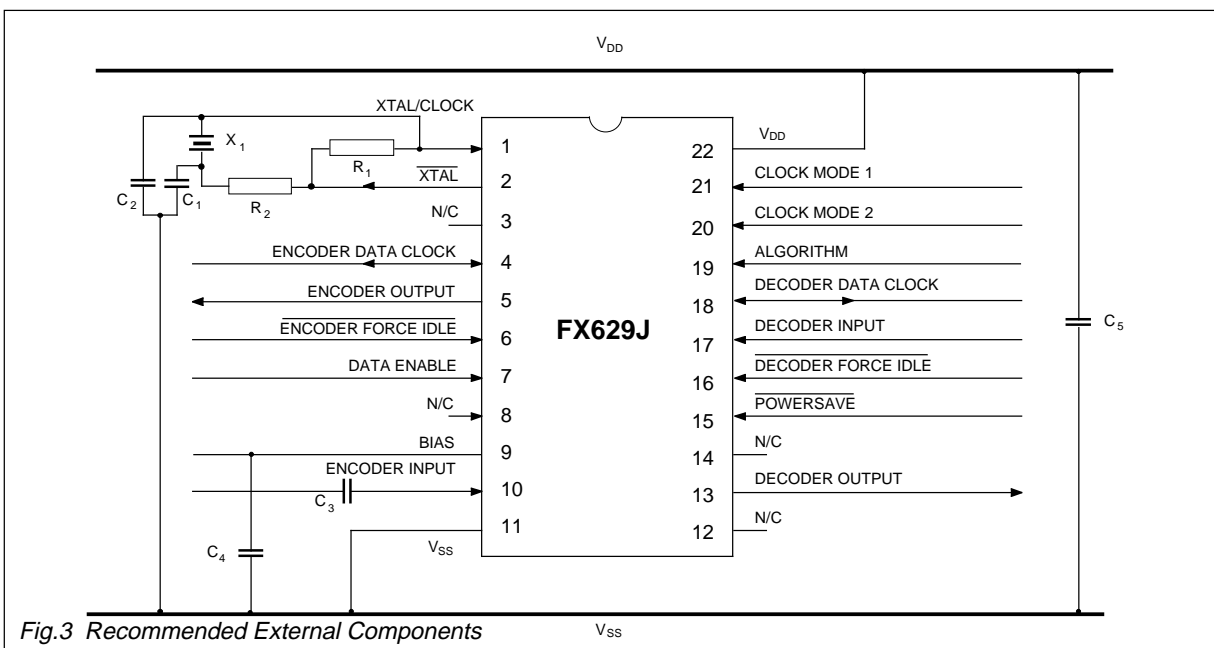 VDD
XTAL/CLOCK
X1
1
22
VDD
R1
XTAL
2
21
CLOCK MODE 1
C2
C1
R2
N/C
3
20
CLOCK MODE 2
ENCODER DATA CLOCK
4
19
ALGORITHM
ENCODER OUTPUT
5
18
DECODER DATA CLOCK
C5
ENCODER FORCE IDLE
6
FX629J
17
DECODER INPUT
DATA ENABLE
7
16
DECODER FORCE IDLE
N/C
8
15
POWERSAVE
BIAS
9
14
N/C
ENCODER INPUT
C3
10
13
DECODER OUTPUT
11
12
N/C
C4
VSS
Fig.3 Recommended External Components
VSS